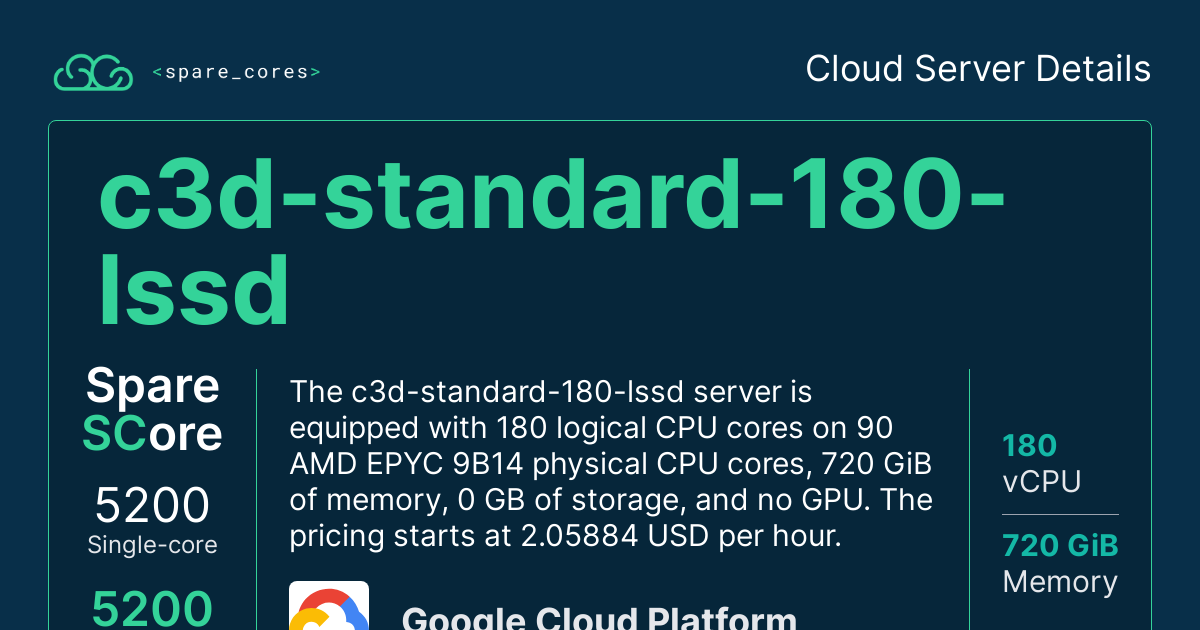 <spare_cores>
Cloud Server Details
c3d-standard-180-
lssd
Spare
SCore
5200
Single-core
5200
The c3d-standard-180-lssd server is
equipped with 180 logical CPU cores on 90
AMD EPYC 9B14 physical CPU cores, 720 GiB
of memory, 0 GB of storage, and no GPU. The
pricing starts at 2.05884 USD per hour.
Google Cloud Platform
180
vCPU
720 GiB
Memory